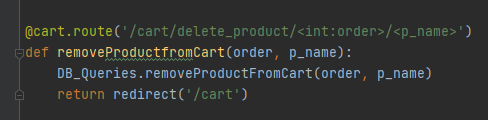 @cart.route('/cart/delete_product/<int:order>/<p_name>')
def removeProductfromCart(order, p_name):
    DB_Queries.removeProductFromCart(order, p_name)
    return redirect('/cart')